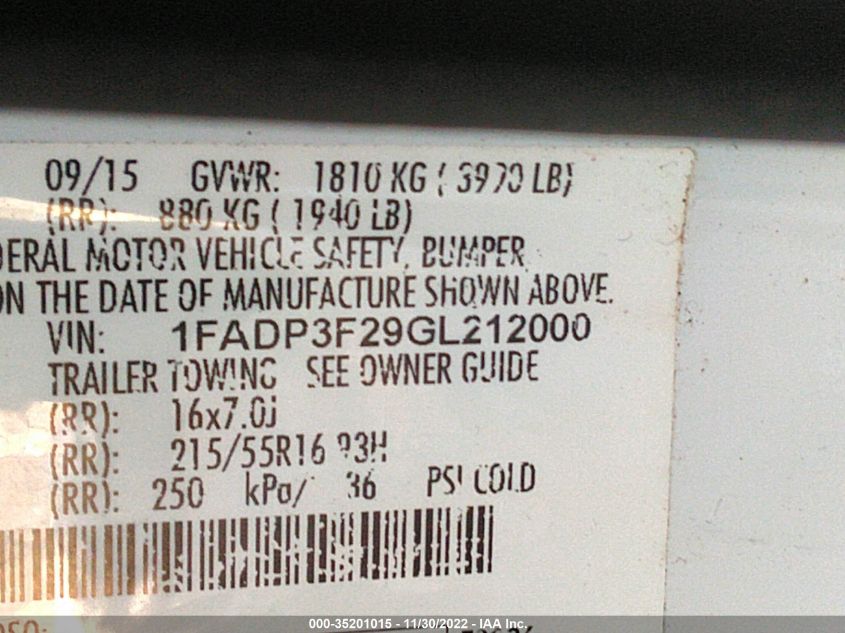 09/15 GVWR: 1810 KG ( 3990 LB)
(RR): 880 KG ( 1940 LB)
DERAL MOTOR VEHICLE SAFETY, BUMPER
ON THE DATE OF MANUFACTURE SHOWN ABOVE.
VIN: 1FADP3F29GL212000
TRAILER TOWING SEE OWNER GUIDE
(RR): 16x7.0J
(RR): 215/55R16 93H
(RR): 250 kPa/ 36 PSI COLD
000-35201015 - 11/30/2022 - IAA Inc.